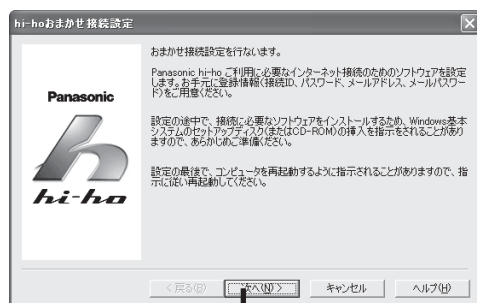 hi-hoおまかせ接続設定
Panasonic
hi-ho
おまかせ接続設定を行ないます。
Panasonic hi-ho ご利用に必要なインターネット接続のためのソフトウェアを設定
します。お手元に登録情報（接続ID、パスワード、メールアドレス、メールパスワー
ド）をご用意ください。
設定の途中で、接続に必要なソフトウェアをインストールするため、Windows基本
システムのセットアップディスク（またはCD-ROM）の挿入を指示をされることがあり
ますので、あらかじめご準備ください。
設定の最後で、コンピュータを再起動するように指示されることがありますので、指
示に従い再起動してください。
< 戻る(B)
次へ(N) >
キャンセル
ヘルプ(H)